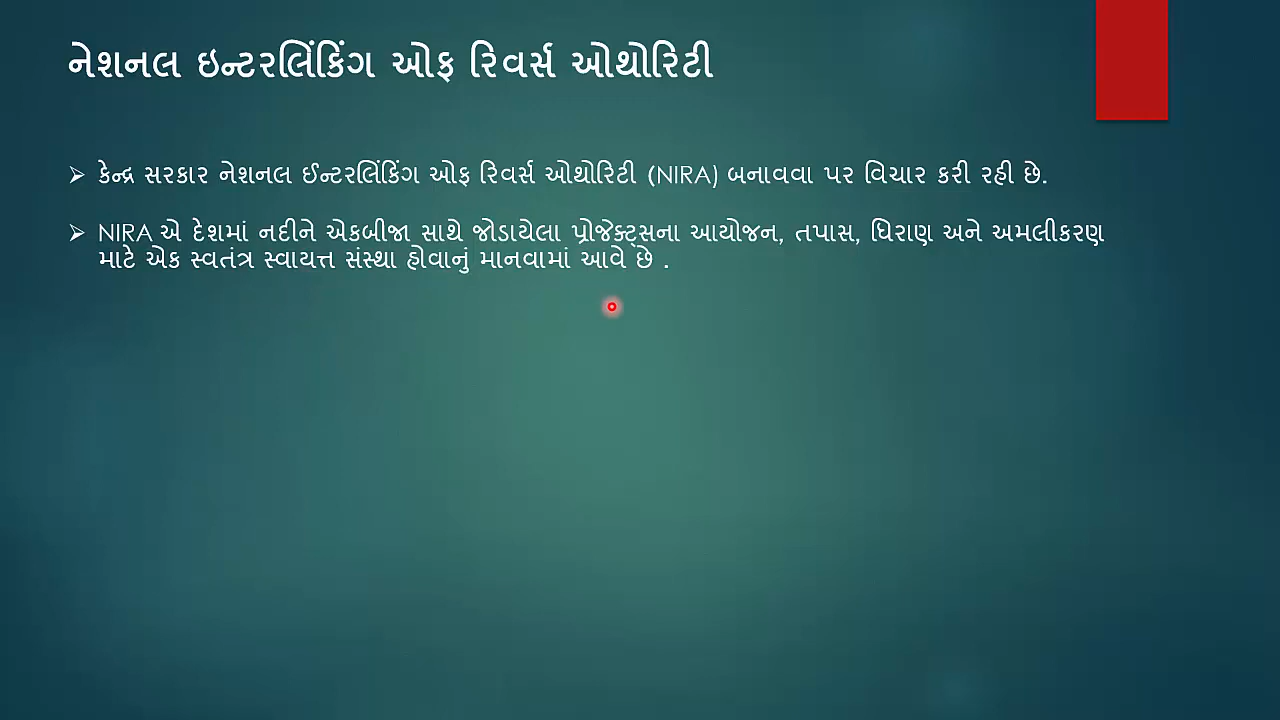 નેશનલ ઇન્ટરલિંકિંગ ઓફ રિવર્સ ઓથોરિટી
➢ કેન્દ્ર સરકાર નેશનલ ઈન્ટરલિંકિંગ ઓફ રિવર્સ ઓથોરિટી (NIRA) બનાવવા પર વિચાર કરી રહી છે.
➢ NIRA એ દેશમાં નદીને એકબીજા સાથે જોડાયેલા પ્રોજેક્ટ્સના આયોજન, તપાસ, ધિરાણ અને અમલીકરણ
માટે એક સ્વતંત્ર સ્વાયત્ત સંસ્થા હોવાનું માનવામાં આવે છે .